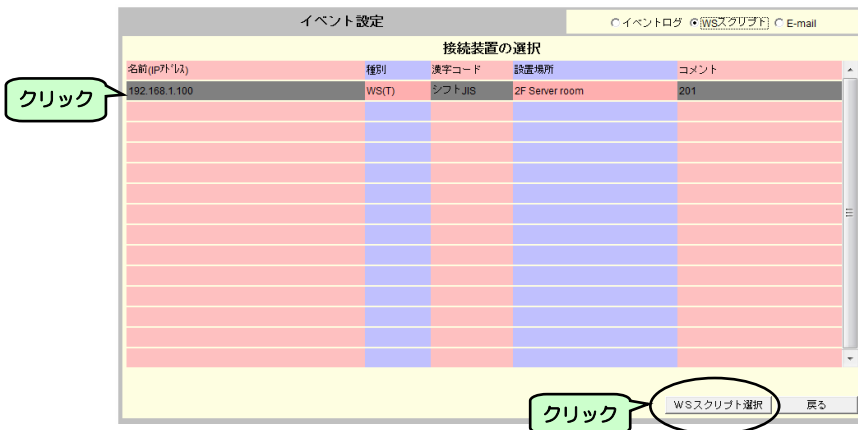 イベント設定
イベントログ WSスクリプト E-mail
接続装置の選択
名前(IPアドレス) 種別 漢字コード 設置場所 コメント
クリック
192.168.1.100 WS(T) シフトJIS 2F Server room 201
WSスクリプト選択 戻る
クリック